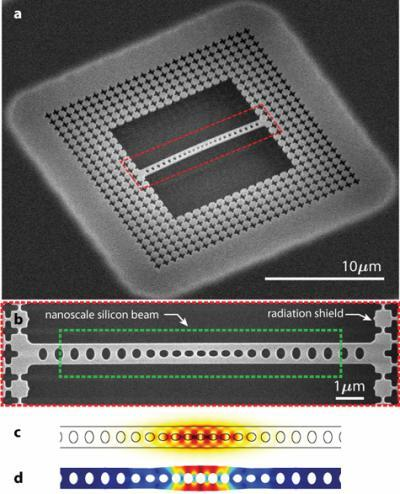 a
10μm
b
nanoscale silicon beam
radiation shield
1μm
c
d